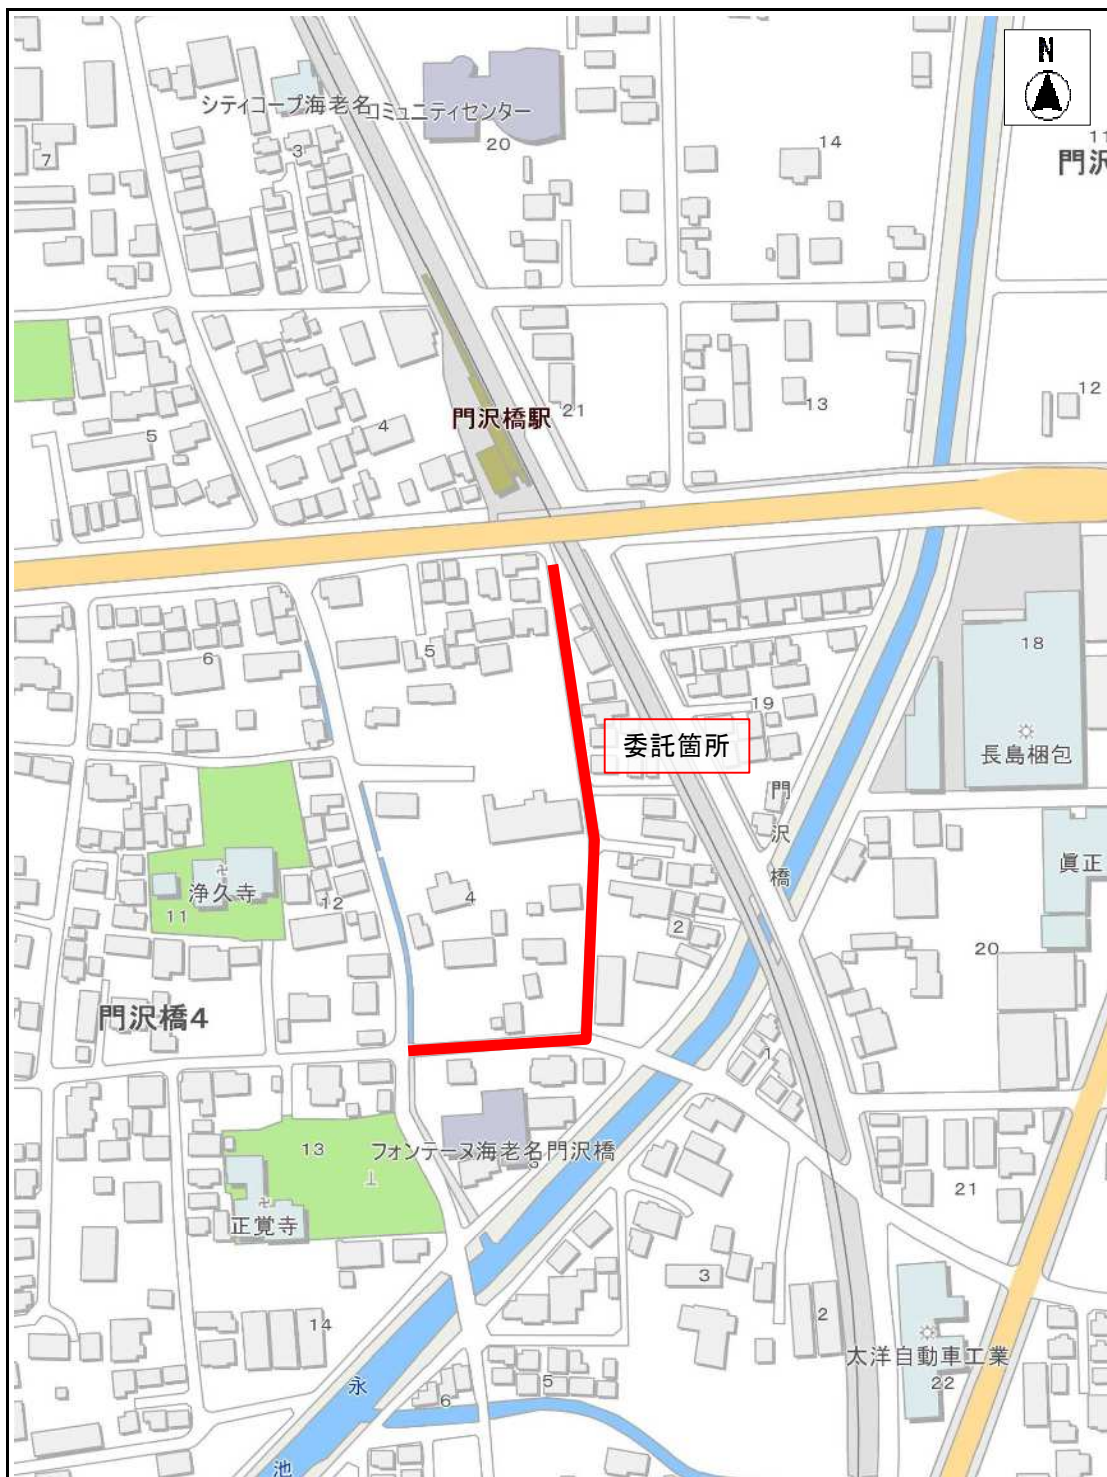 N
シティコープ海老名
コミュニティセンター
20
3
7
14
11
門沢
門沢橋駅
21
13
12
4
5
6
5
18
19
委託箇所
長島梱包
門沢橋
眞正
浄久寺
11
12
4
2
20
門沢橋4
1
13
フォンテーヌ海老名門沢橋
正覚寺
21
3
2
14
太洋自動車工業
22
5
6
永
池